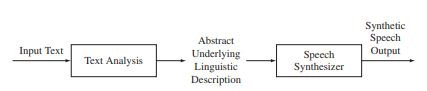 Input Text
Text Analysis
Abstract
Underlying
Linguistic
Description
Speech
Synthesizer
Synthetic
Speech
Output